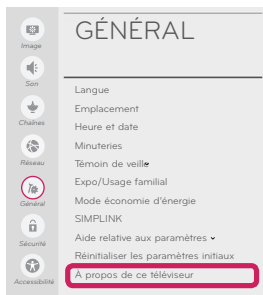 GÉNÉRAL
Image
Son
Chaînes
Réseau
Général
Sécurité
Accessibilité
Langue
Emplacement
Heure et date
Minuteries
Témoin de veille
Expo/Usage familial
Mode économie d'énergie
SIMPLINK
Aide relative aux paramètres
Réinitialiser les paramètres initiaux
À propos de ce téléviseur